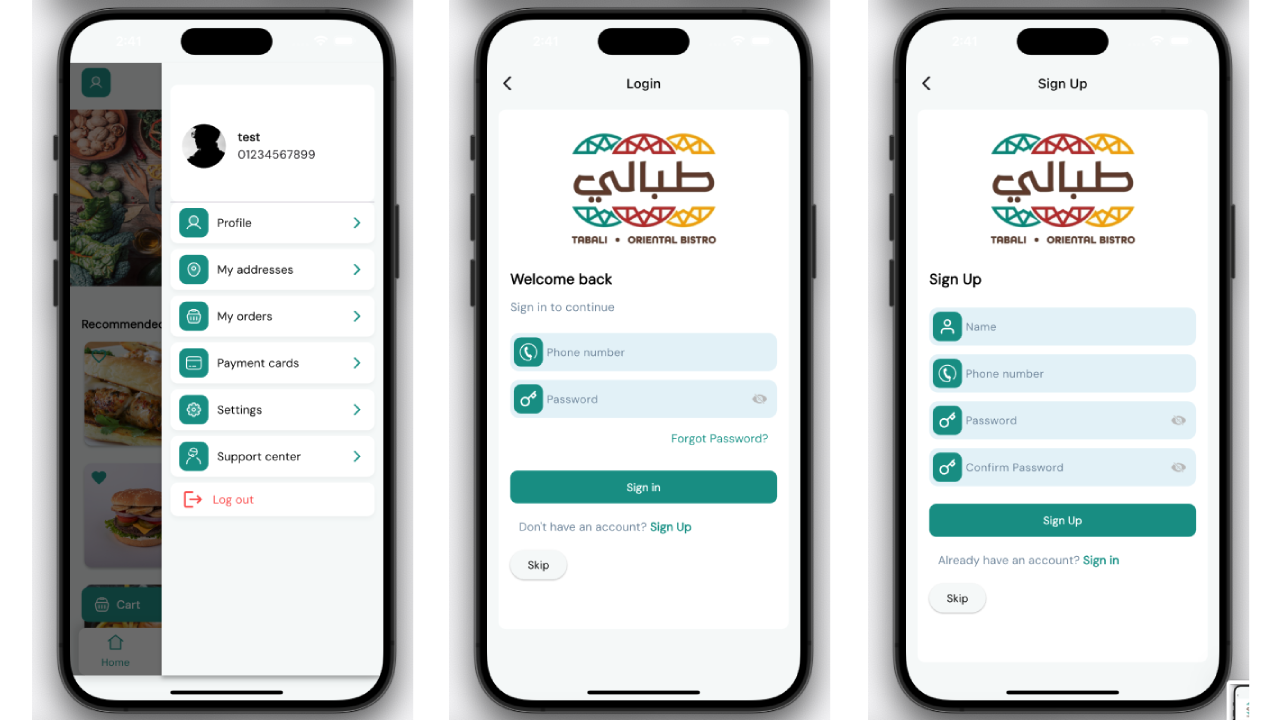 2:41
test
01234567899
Profile
My addresses
My orders
Payment cards
Settings
Support center
Log out
Recommended
Cart
Home
2:41
Login
طبالي
TABALI • ORIENTAL BISTRO
Welcome back
Sign in to continue
Phone number
Password
Forgot Password?
Sign in
Don't have an account? Sign Up
Skip
2:41
Sign Up
طبالي
TABALI • ORIENTAL BISTRO
Sign Up
Name
Phone number
Password
Confirm Password
Sign Up
Already have an account? Sign in
Skip